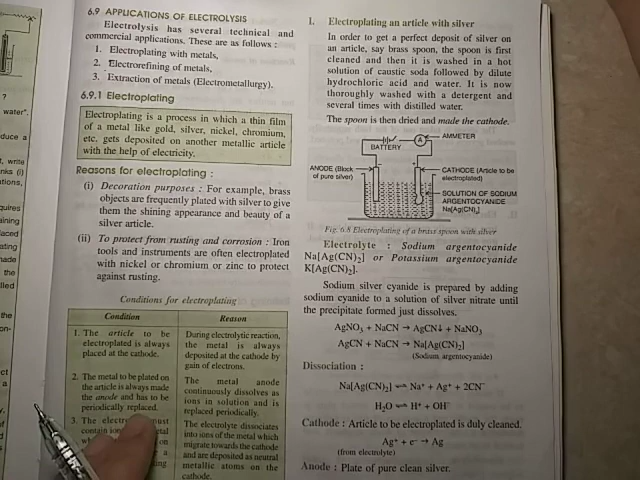 ?
water".
duce a
, write
nks (i)
tions,
quires
aining
laced
ating
made
the
lled
the
on-
ct
a
6.9 APPLICATIONS OF ELECTROLYSIS
Electrolysis has several technical and
commercial applications. These are as follows :
1. Electroplating with metals,
2. Electrorefining of metals,
3. Extraction of metals (Electrometallurgy).
6.9.1 Electroplating
Electroplating is a process in which a thin film
of a metal like gold, silver, nickel, chromium,
etc. gets deposited on another metallic article
with the help of electricity.
Reasons for electroplating :
(i) Decoration purposes : For example, brass
objects are frequently plated with silver to give
them the shining appearance and beauty of a
silver article.
(ii) To protect from rusting and corrosion : Iron
tools and instruments are often electroplated
with nickel or chromium or zinc to protect
against rusting.
Conditions for electroplating
Condition
1. The article to be
electroplated is always
placed at the cathode.
2. The metal to be plated on
the article is always made
the anode and has to be
periodically replaced.
3. The must
contain etal
on
a
Reason
During electrolytic reaction,
the metal is always
deposited at the cathode by
gain of electrons.
The metal anode
continuously dissolves as
ions in solution and is
replaced periodically.
The electrolyte dissociates
into ions of the metal which
migrate towards the cathode
and are deposited as neutral
metallic atoms on the
cathode.
I. Electroplating an article with silver
In order to get a perfect deposit of silver on
an article, say brass spoon, the spoon is first
cleaned and then it is washed in a hot
solution of caustic soda followed by dilute
hydrochloric acid and water. It is now
thoroughly washed with a detergent and
several times with distilled water.
The spoon is then dried and made the cathode.
BATTERY
A
AMMETER
ANODE (Block
of pure silver)
CATHODE (Article to be
electroplated)
SOLUTION OF SODIUM
ARGENTOCYANIDE
Na[Ag(CN)₂]
Fig. 6.8 Electroplating of a brass spoon with silver
Electrolyte : Sodium argentocyanide
Na[Ag(CN)₂] or Potassium argentocyanide
K[Ag(CN)₂].
Sodium silver cyanide is prepared by adding
sodium cyanide to a solution of silver nitrate until
the precipitate formed just dissolves.
AgNO₃ + NaCN → AgCN↓ + NaNO₃
AgCN + NaCN → Na[Ag(CN)₂]
(Sodium argentocyanide)
Dissociation :
Na[Ag(CN)₂] ⇌ Na⁺ + Ag⁺ + 2CN⁻
H₂O ⇌ H⁺ + OH⁻
Cathode : Article to be electroplated is duly cleaned.
Ag⁺ + e⁻ → Ag
(from electrolyte)
Anode : Plate of pure clean silver.